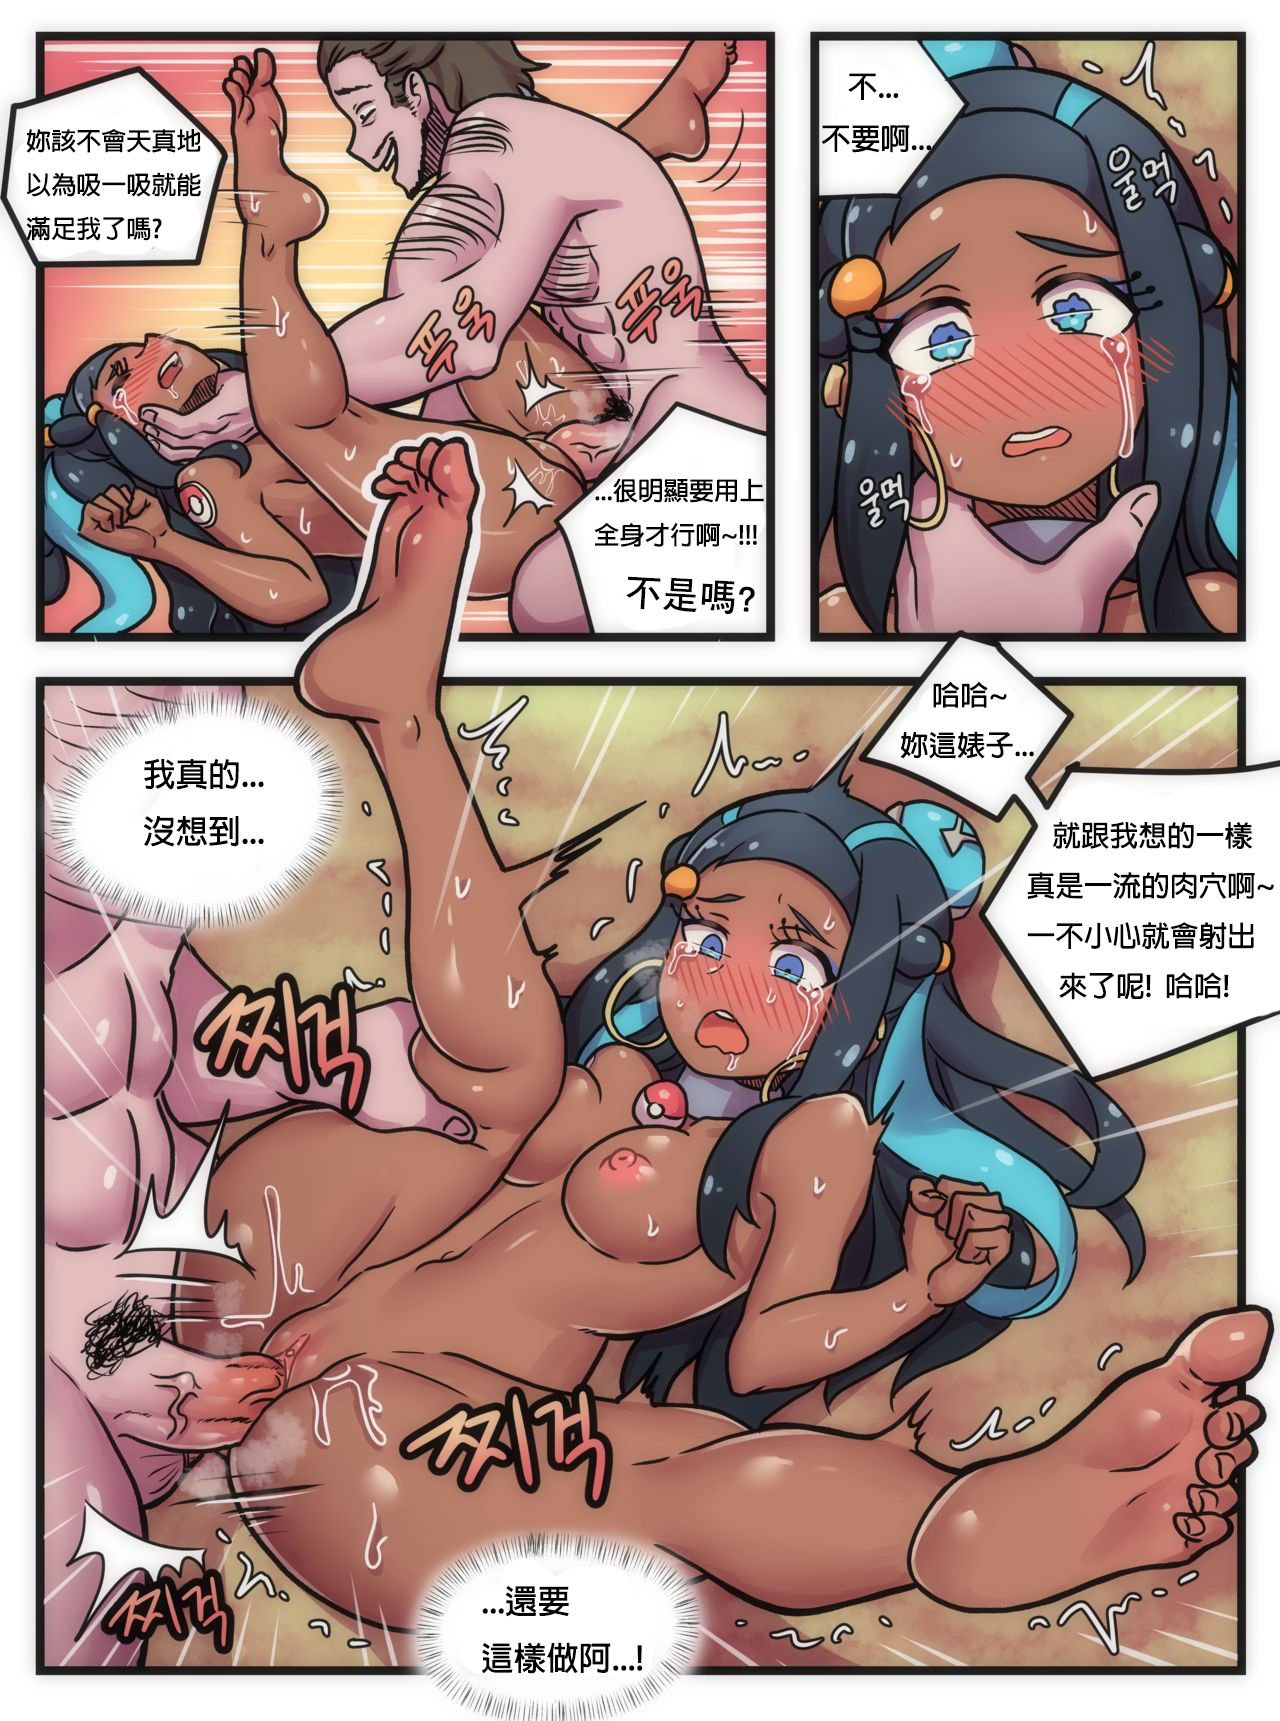 妳該不會天真地
以為吸一吸就能
滿足我了嗎?
푸욱
푸욱
...很明顯要用上
全身才行啊~!!!
不是嗎?
不...
不要啊...
울먹
울먹
我真的...
沒想到...
哈哈~
妳這婊子...
就跟我想的一樣
真是一流的肉穴啊~
一不小心就會射出
來了呢! 哈哈!
찌걱
찌걱
찌걱
...還要
這樣做阿...!